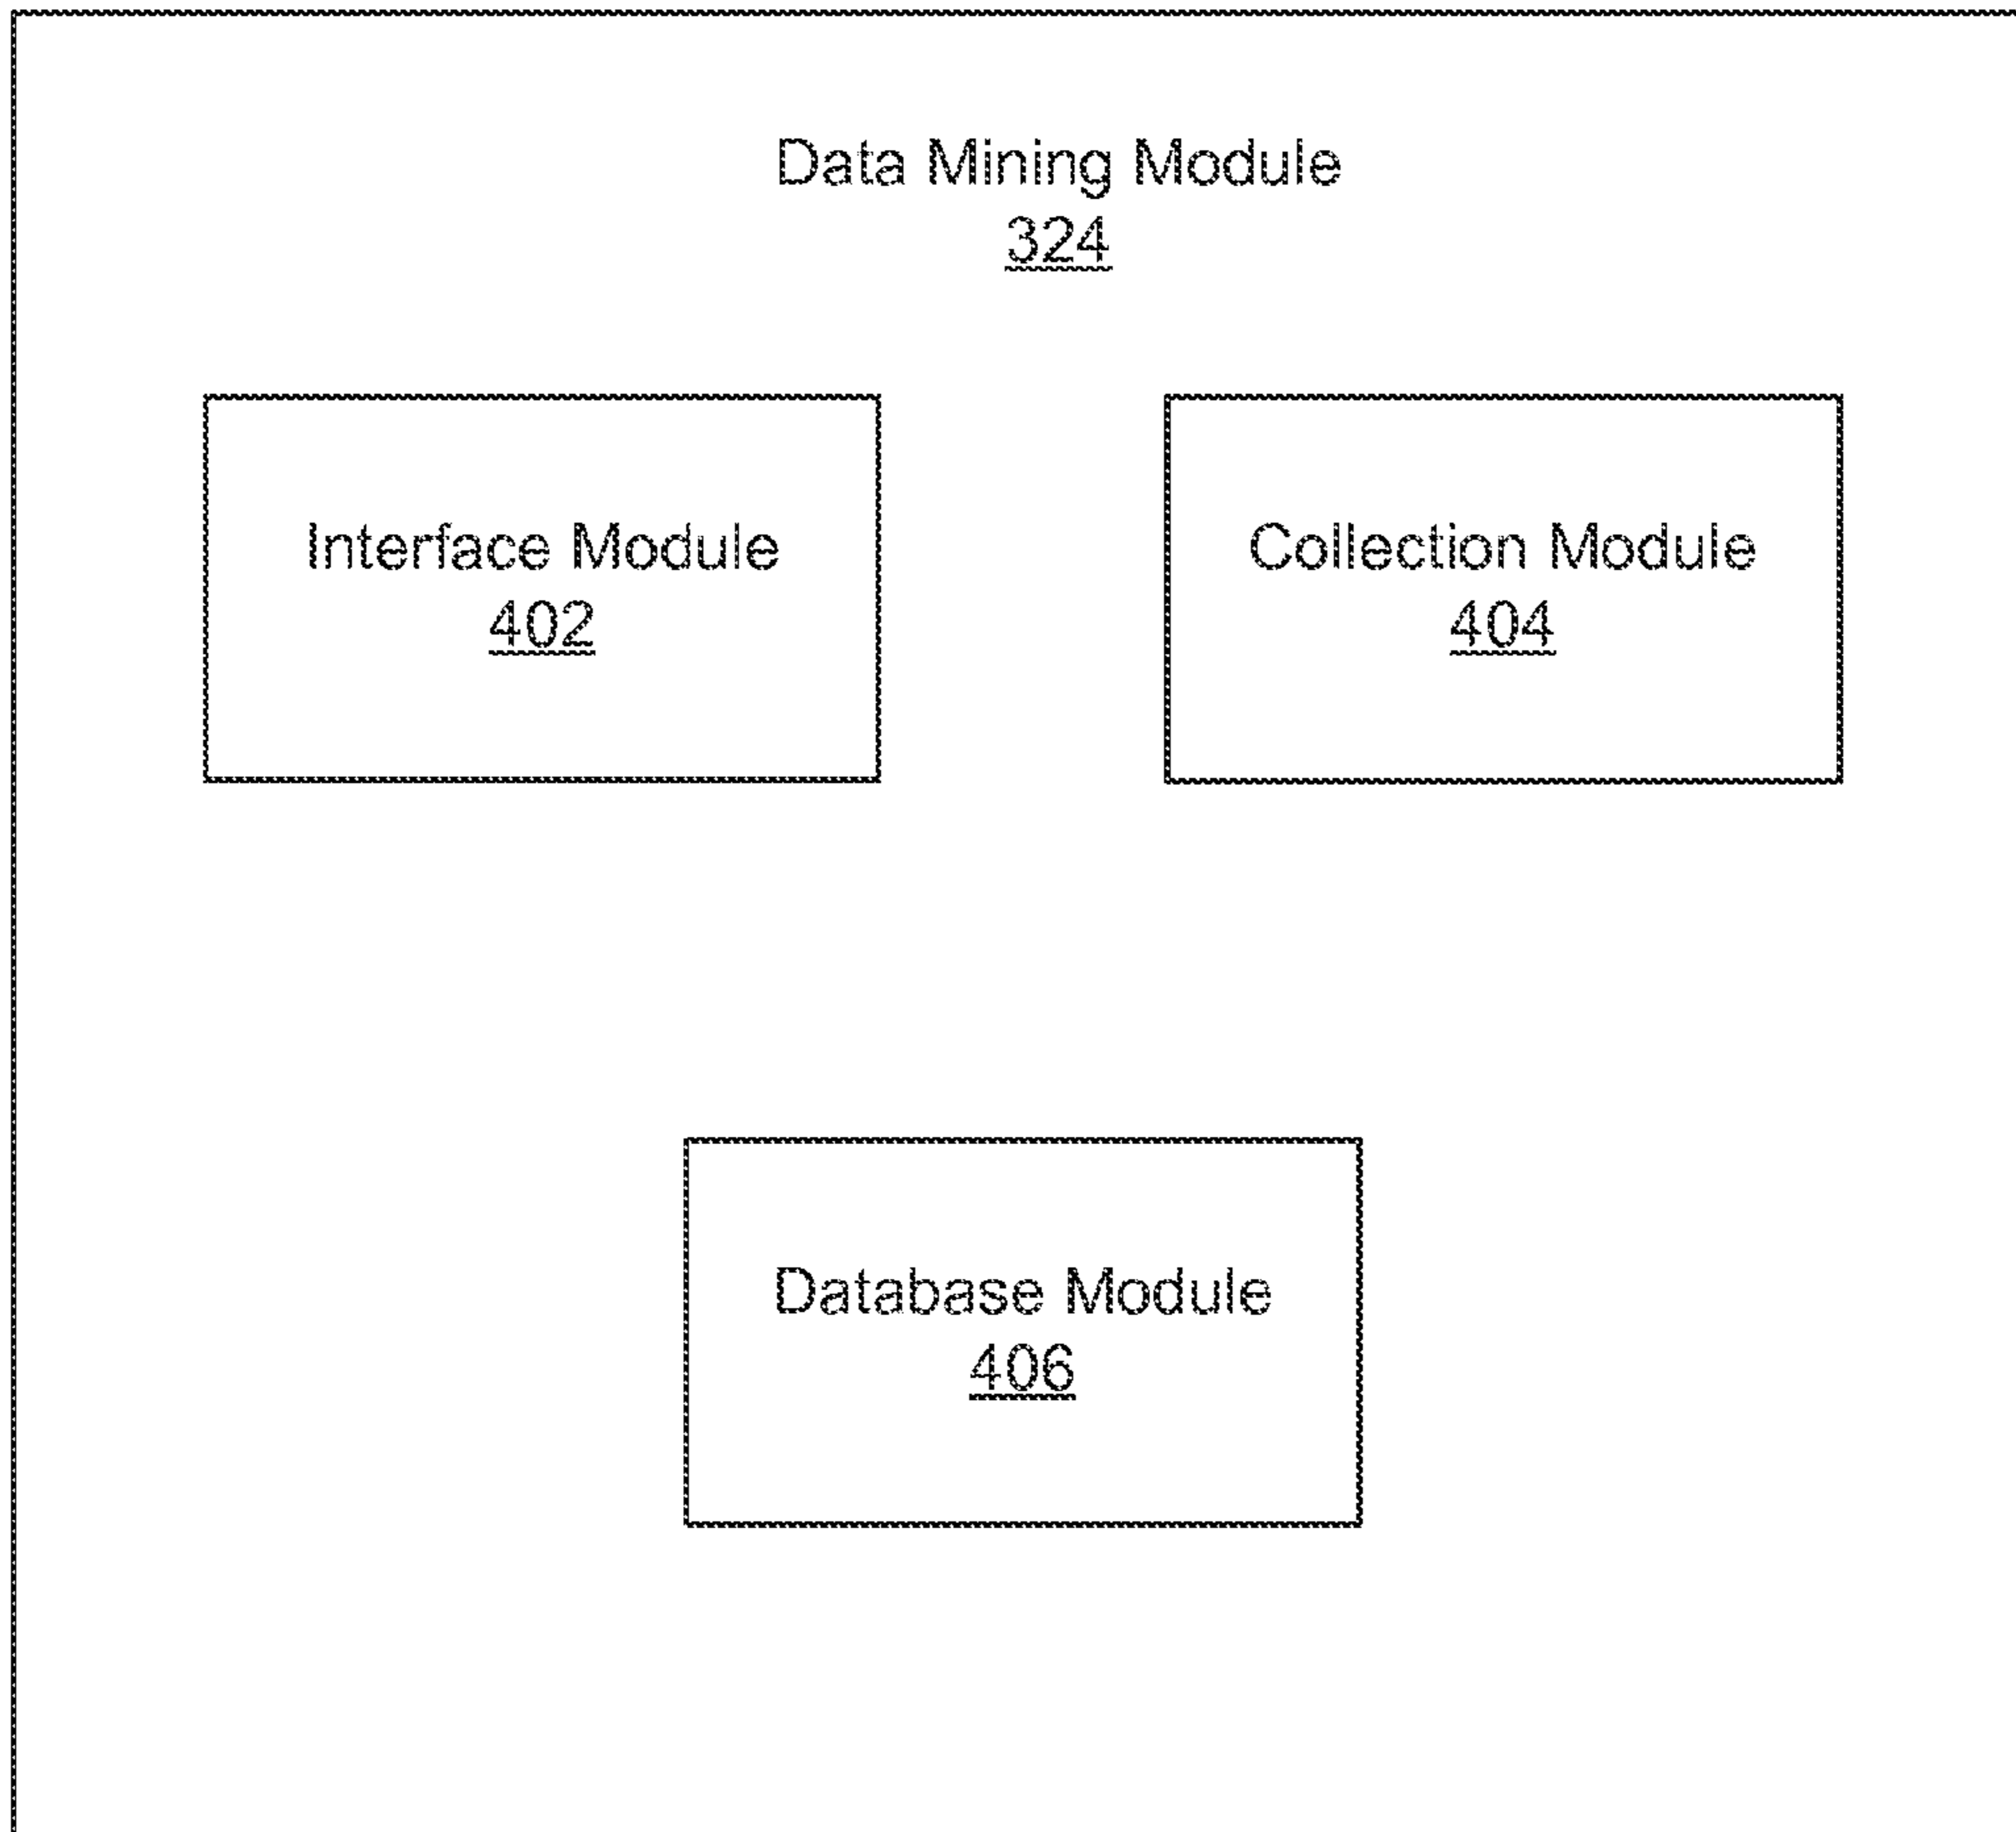 Data Mining Module
324
Interface Module
402
Collection Module
404
Database Module
406